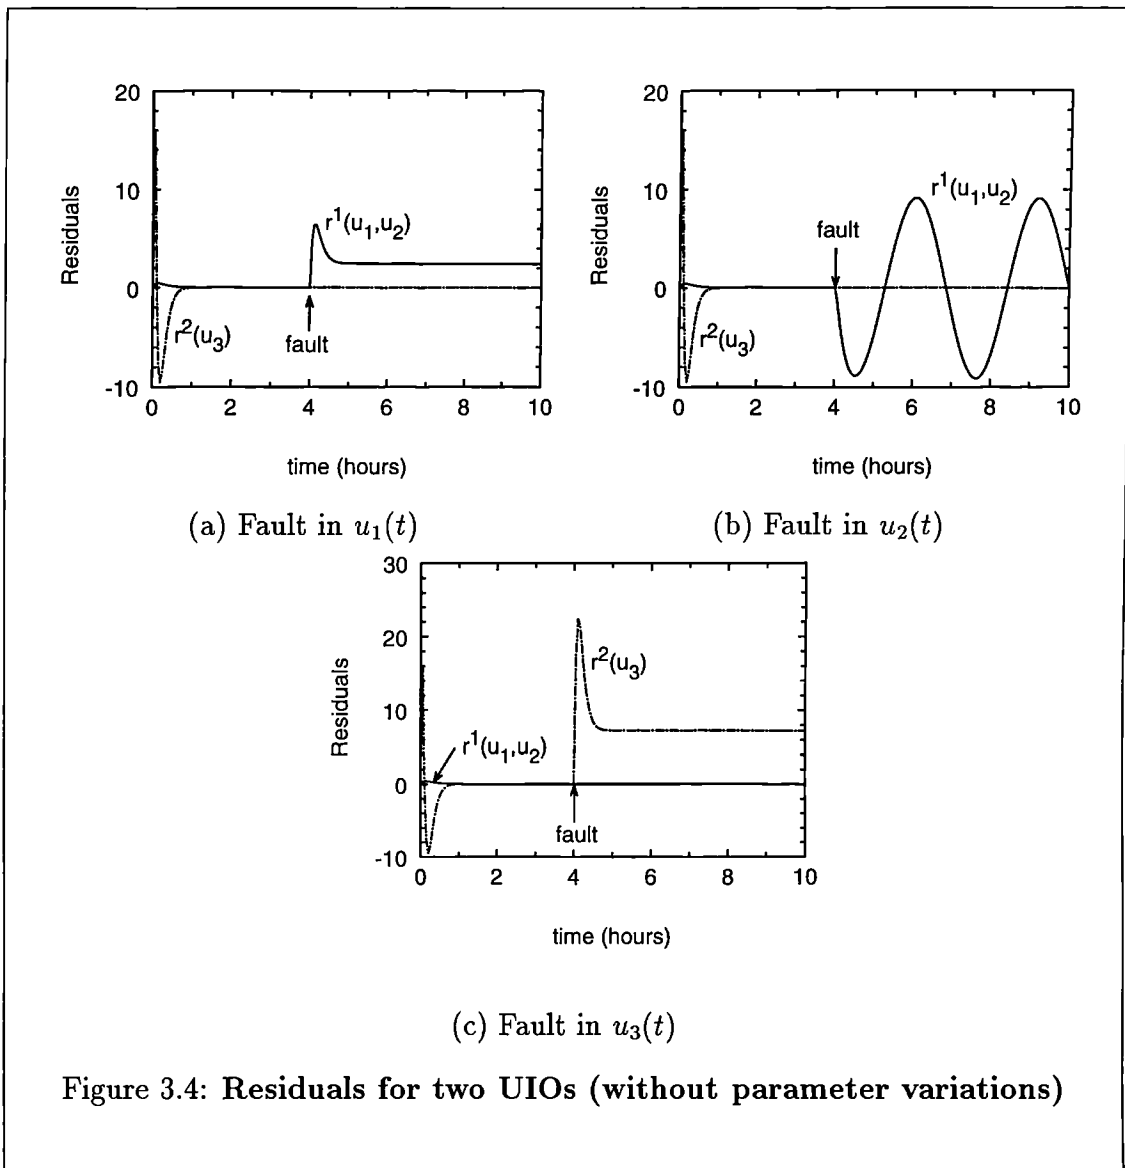 20
10
0
-10
Residuals
r¹(u₁,u₂)
r²(u₃)
fault
0 2 4 6 8 10
time (hours)
(a) Fault in u₁(t)
20
10
0
-10
Residuals
r¹(u₁,u₂)
fault
r²(u₃)
0 2 4 6 8 10
time (hours)
(b) Fault in u₂(t)
30
20
10
0
-10
Residuals
r²(u₃)
r¹(u₁,u₂)
fault
0 2 4 6 8 10
time (hours)
(c) Fault in u₃(t)
Figure 3.4: Residuals for two UIOs (without parameter variations)